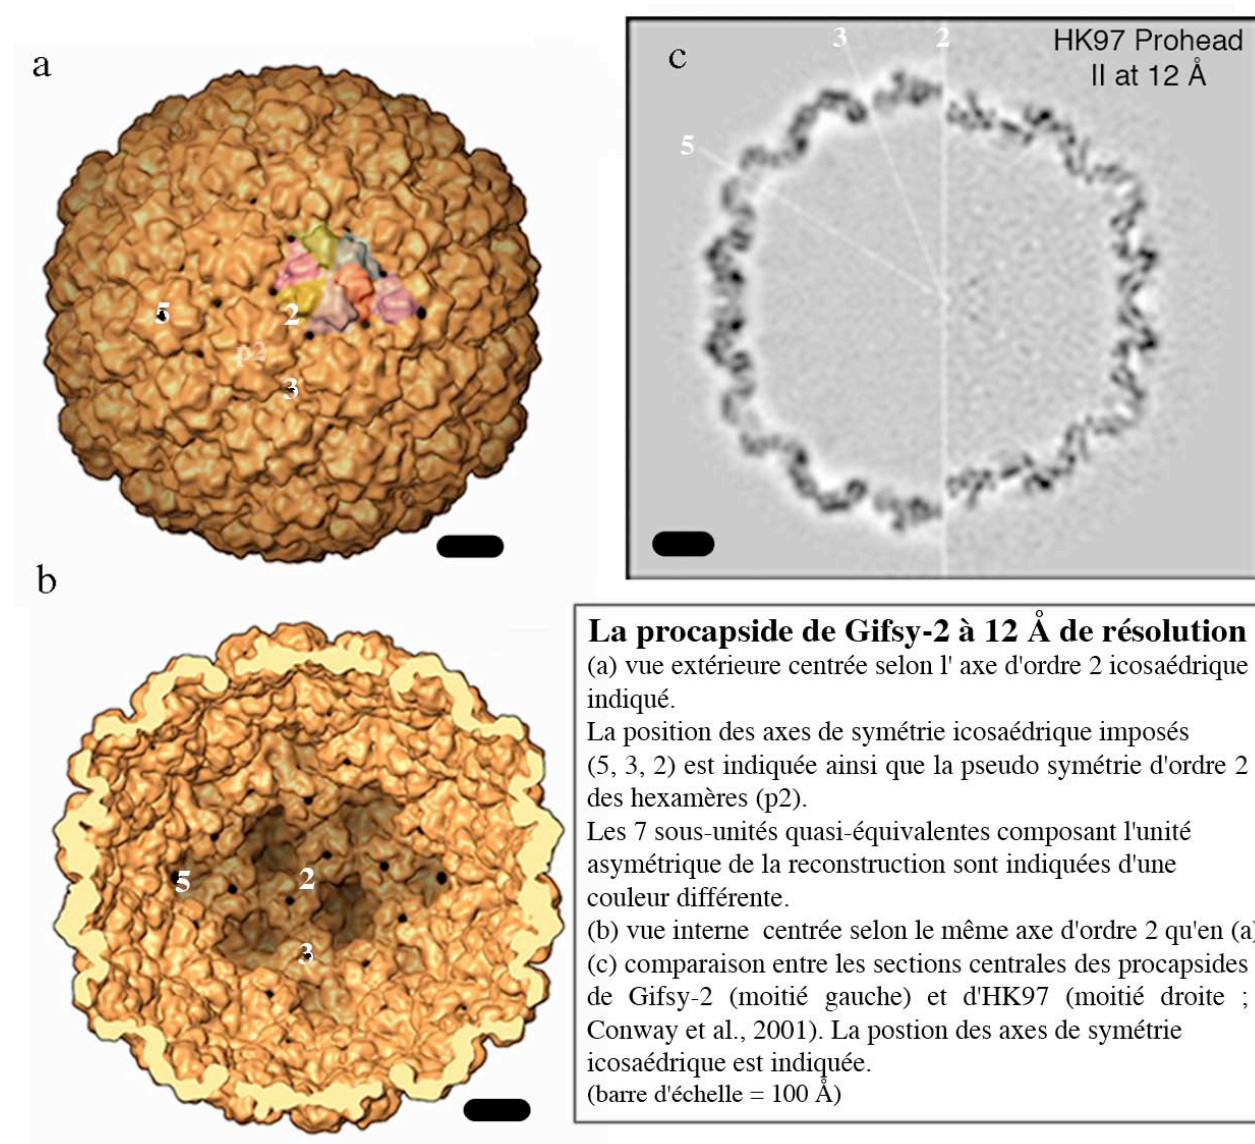 a
5
2
p2
3
c
3
2
5
HK97 Prohead
II at 12 Å
b
5
2
3
La procapside de Gifsy-2 à 12 Å de résolution
(a) vue extérieure centrée selon l' axe d'ordre 2 icosaédrique
indiqué.
La position des axes de symétrie icosaédrique imposés
(5, 3, 2) est indiquée ainsi que la pseudo symétrie d'ordre 2
des hexamères (p2).
Les 7 sous-unités quasi-équivalentes composant l'unité
asymétrique de la reconstruction sont indiquées d'une
couleur différente.
(b) vue interne centrée selon le même axe d'ordre 2 qu'en (a)
(c) comparaison entre les sections centrales des procapsides
de Gifsy-2 (moitié gauche) et d'HK97 (moitié droite ;
Conway et al., 2001). La postion des axes de symétrie
icosaédrique est indiquée.
(barre d'échelle = 100 Å)